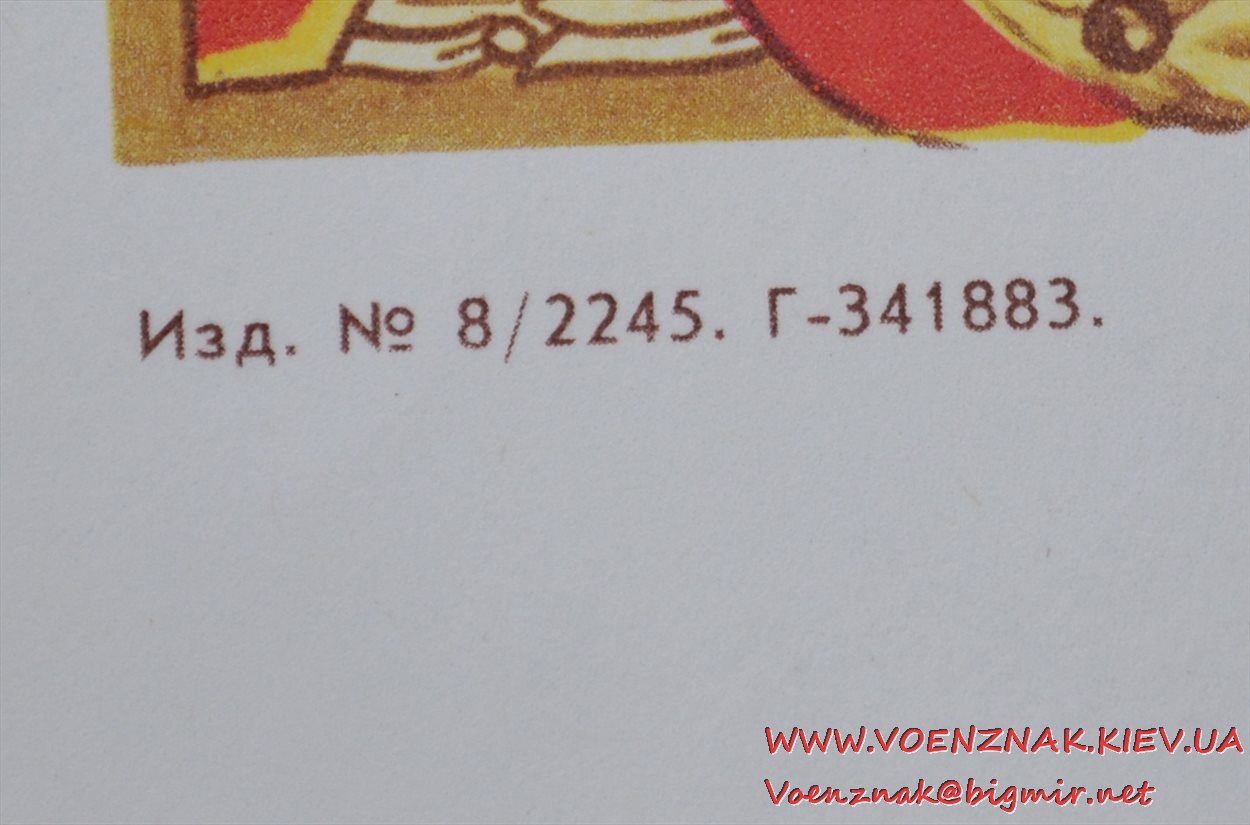 Изд. № 8/2245. Г-341883.
WWW.VOENZNAK.KIEV.UA
Voenznak@bigmir.net